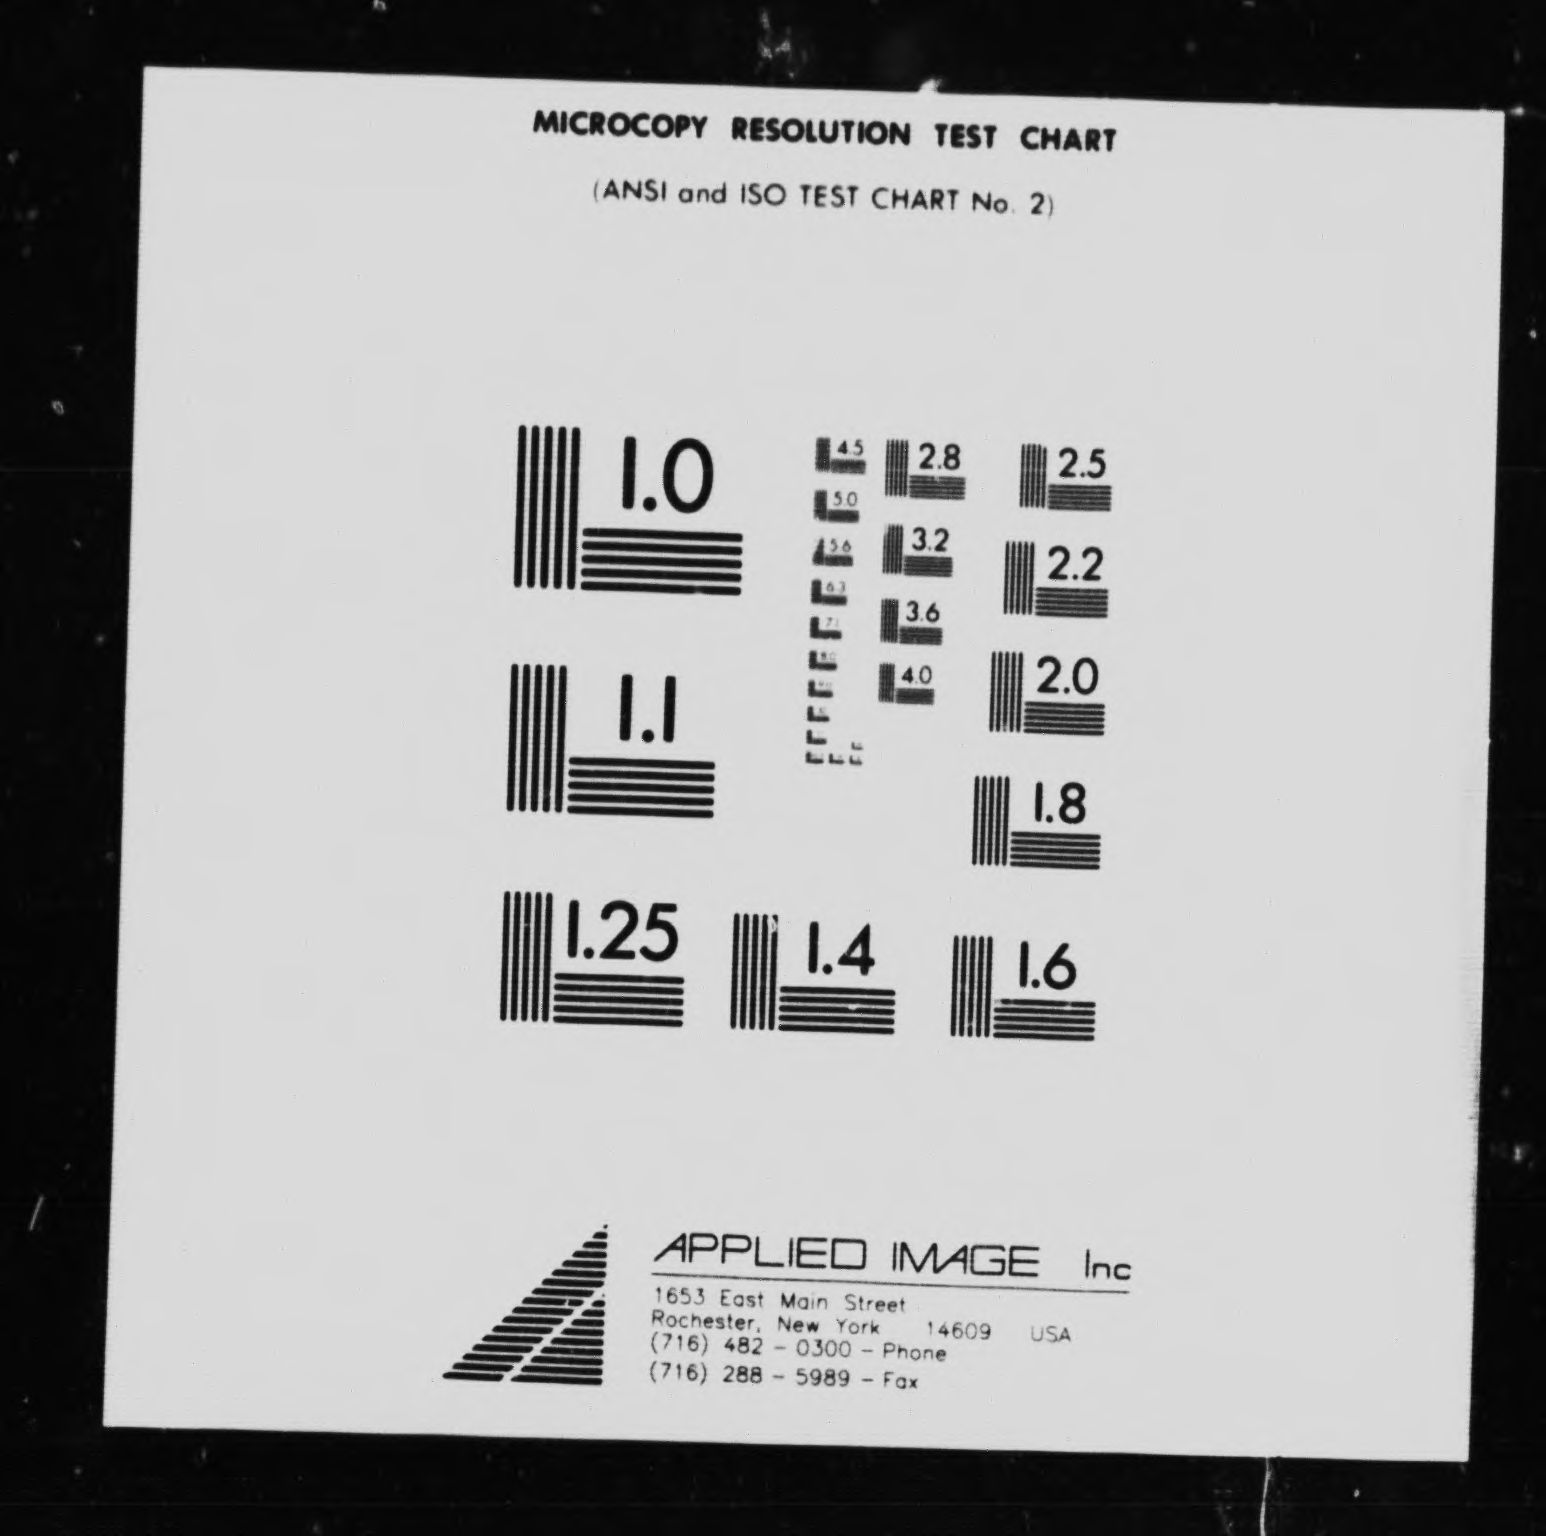 MICROCOPY RESOLUTION TEST CHART
(ANSI and ISO TEST CHART No. 2)
1.0
4.5
2.8
2.5
5.0
3.2
2.2
5.6
6.3
3.6
7.1
2.0
4.0
1.1
1.8
1.25
1.4
1.6
APPLIED IMAGE Inc
1653 East Main Street
Rochester, New York 14609 USA
(716) 482 - 0300 - Phone
(716) 288 - 5989 - Fax